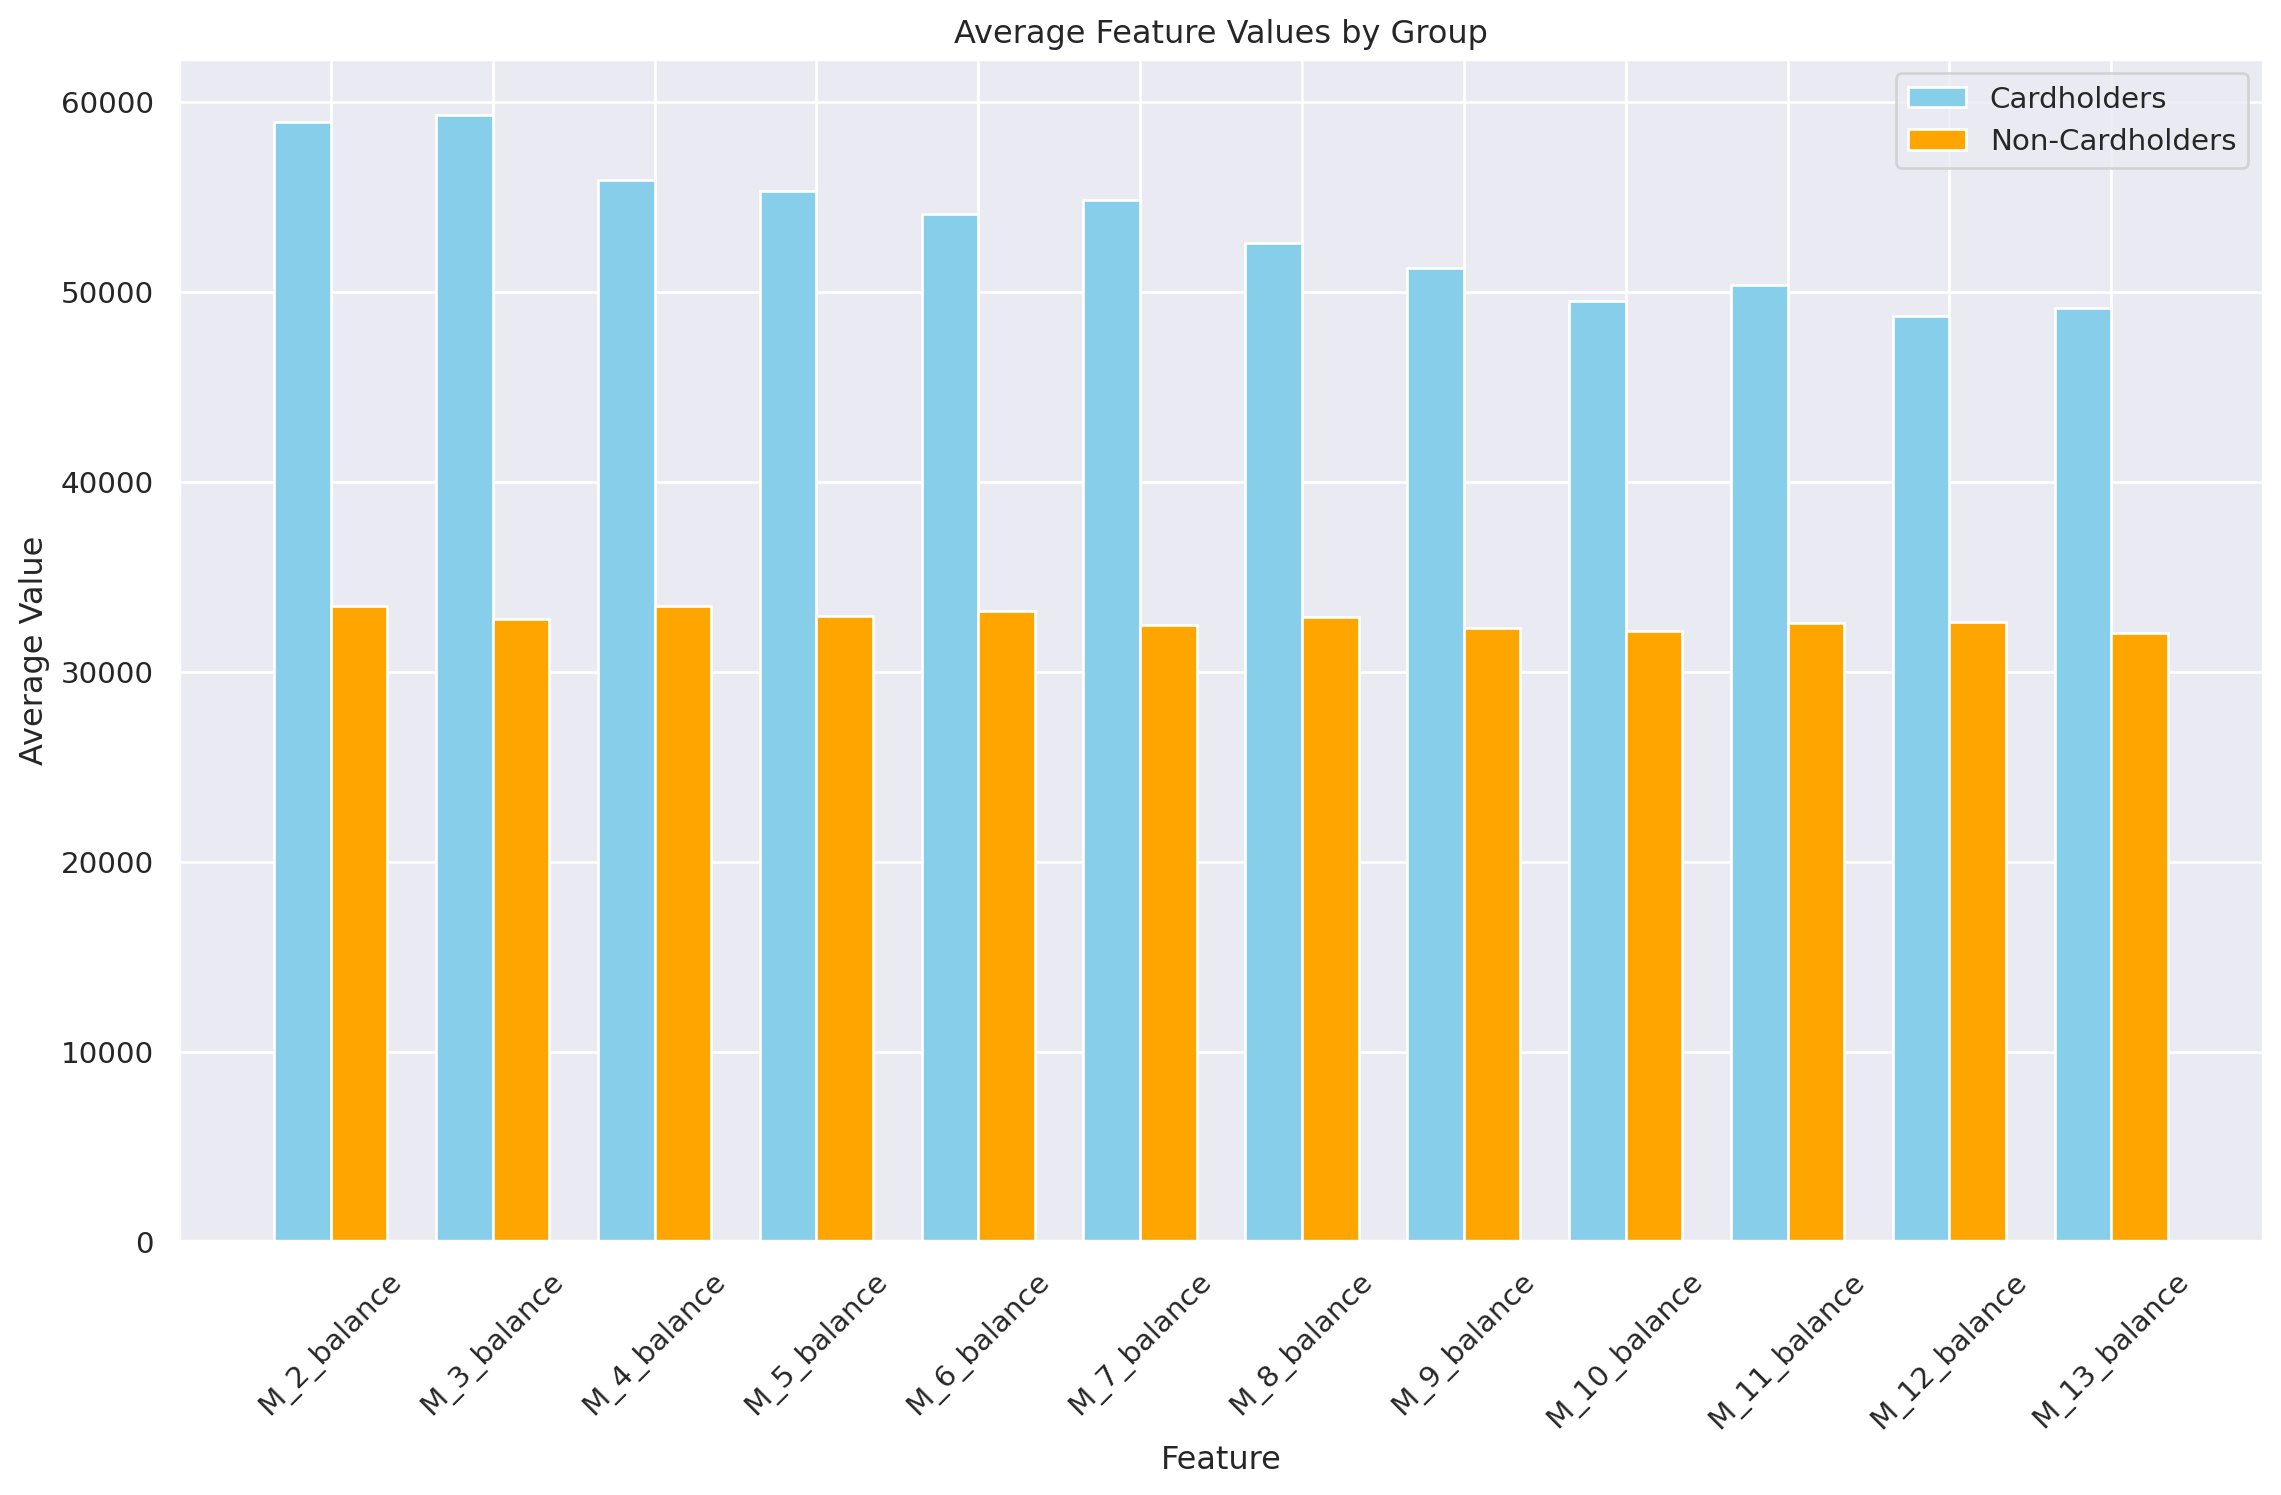 Average Feature Values by Group
Cardholders
Non-Cardholders
Average Value
60000
50000
40000
30000
20000
10000
0
M_2_balance
M_3_balance
M_4_balance
M_5_balance
M_6_balance
M_7_balance
M_8_balance
M_9_balance
M_10_balance
M_11_balance
M_12_balance
M_13_balance
Feature